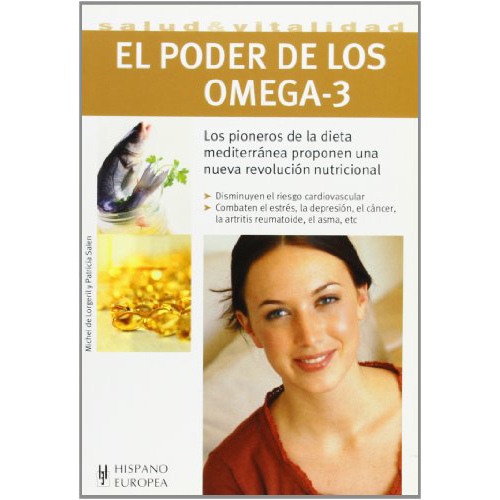 salud&vitalidad
EL PODER DE LOS
OMEGA-3
Los pioneros de la dieta
mediterránea proponen una
nueva revolución nutricional
➤ Disminuyen el riesgo cardiovascular
➤ Combaten el estrés, la depresión, el cáncer,
la artritis reumatoide, el asma, etc
Michel de Lorgeril y Patricia Salen
HISPANO
EUROPEA